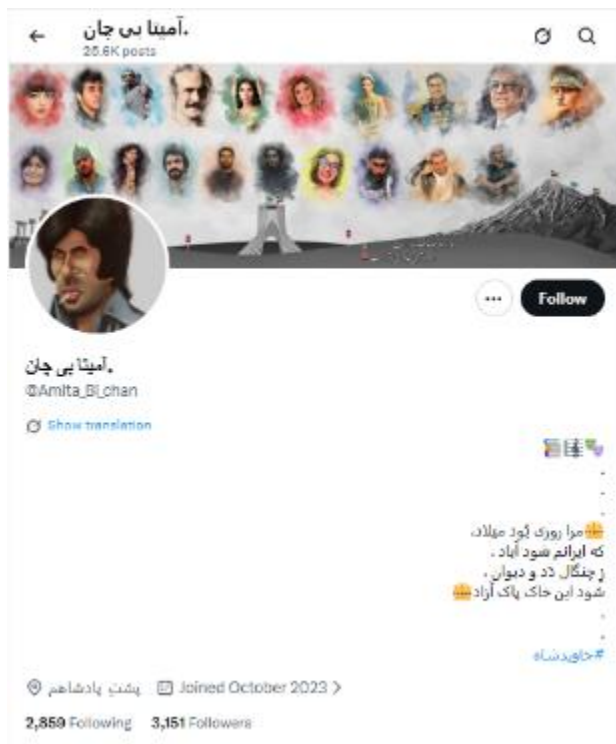 آمیتا بی چان.
25.6K posts
Follow
آمیتا بی چان.
@Amita_Bi_chan
Show translation
.
.
.
مرا روزی بُود میلاد،
که ایرانم شود آباد .
ز چنگال دَد و دیوان .
شود این خاک پاک آزاد
.
.
#جاویدشاه
پشتِ پادشاهم Joined October 2023
2,859 Following 3,151 Followers